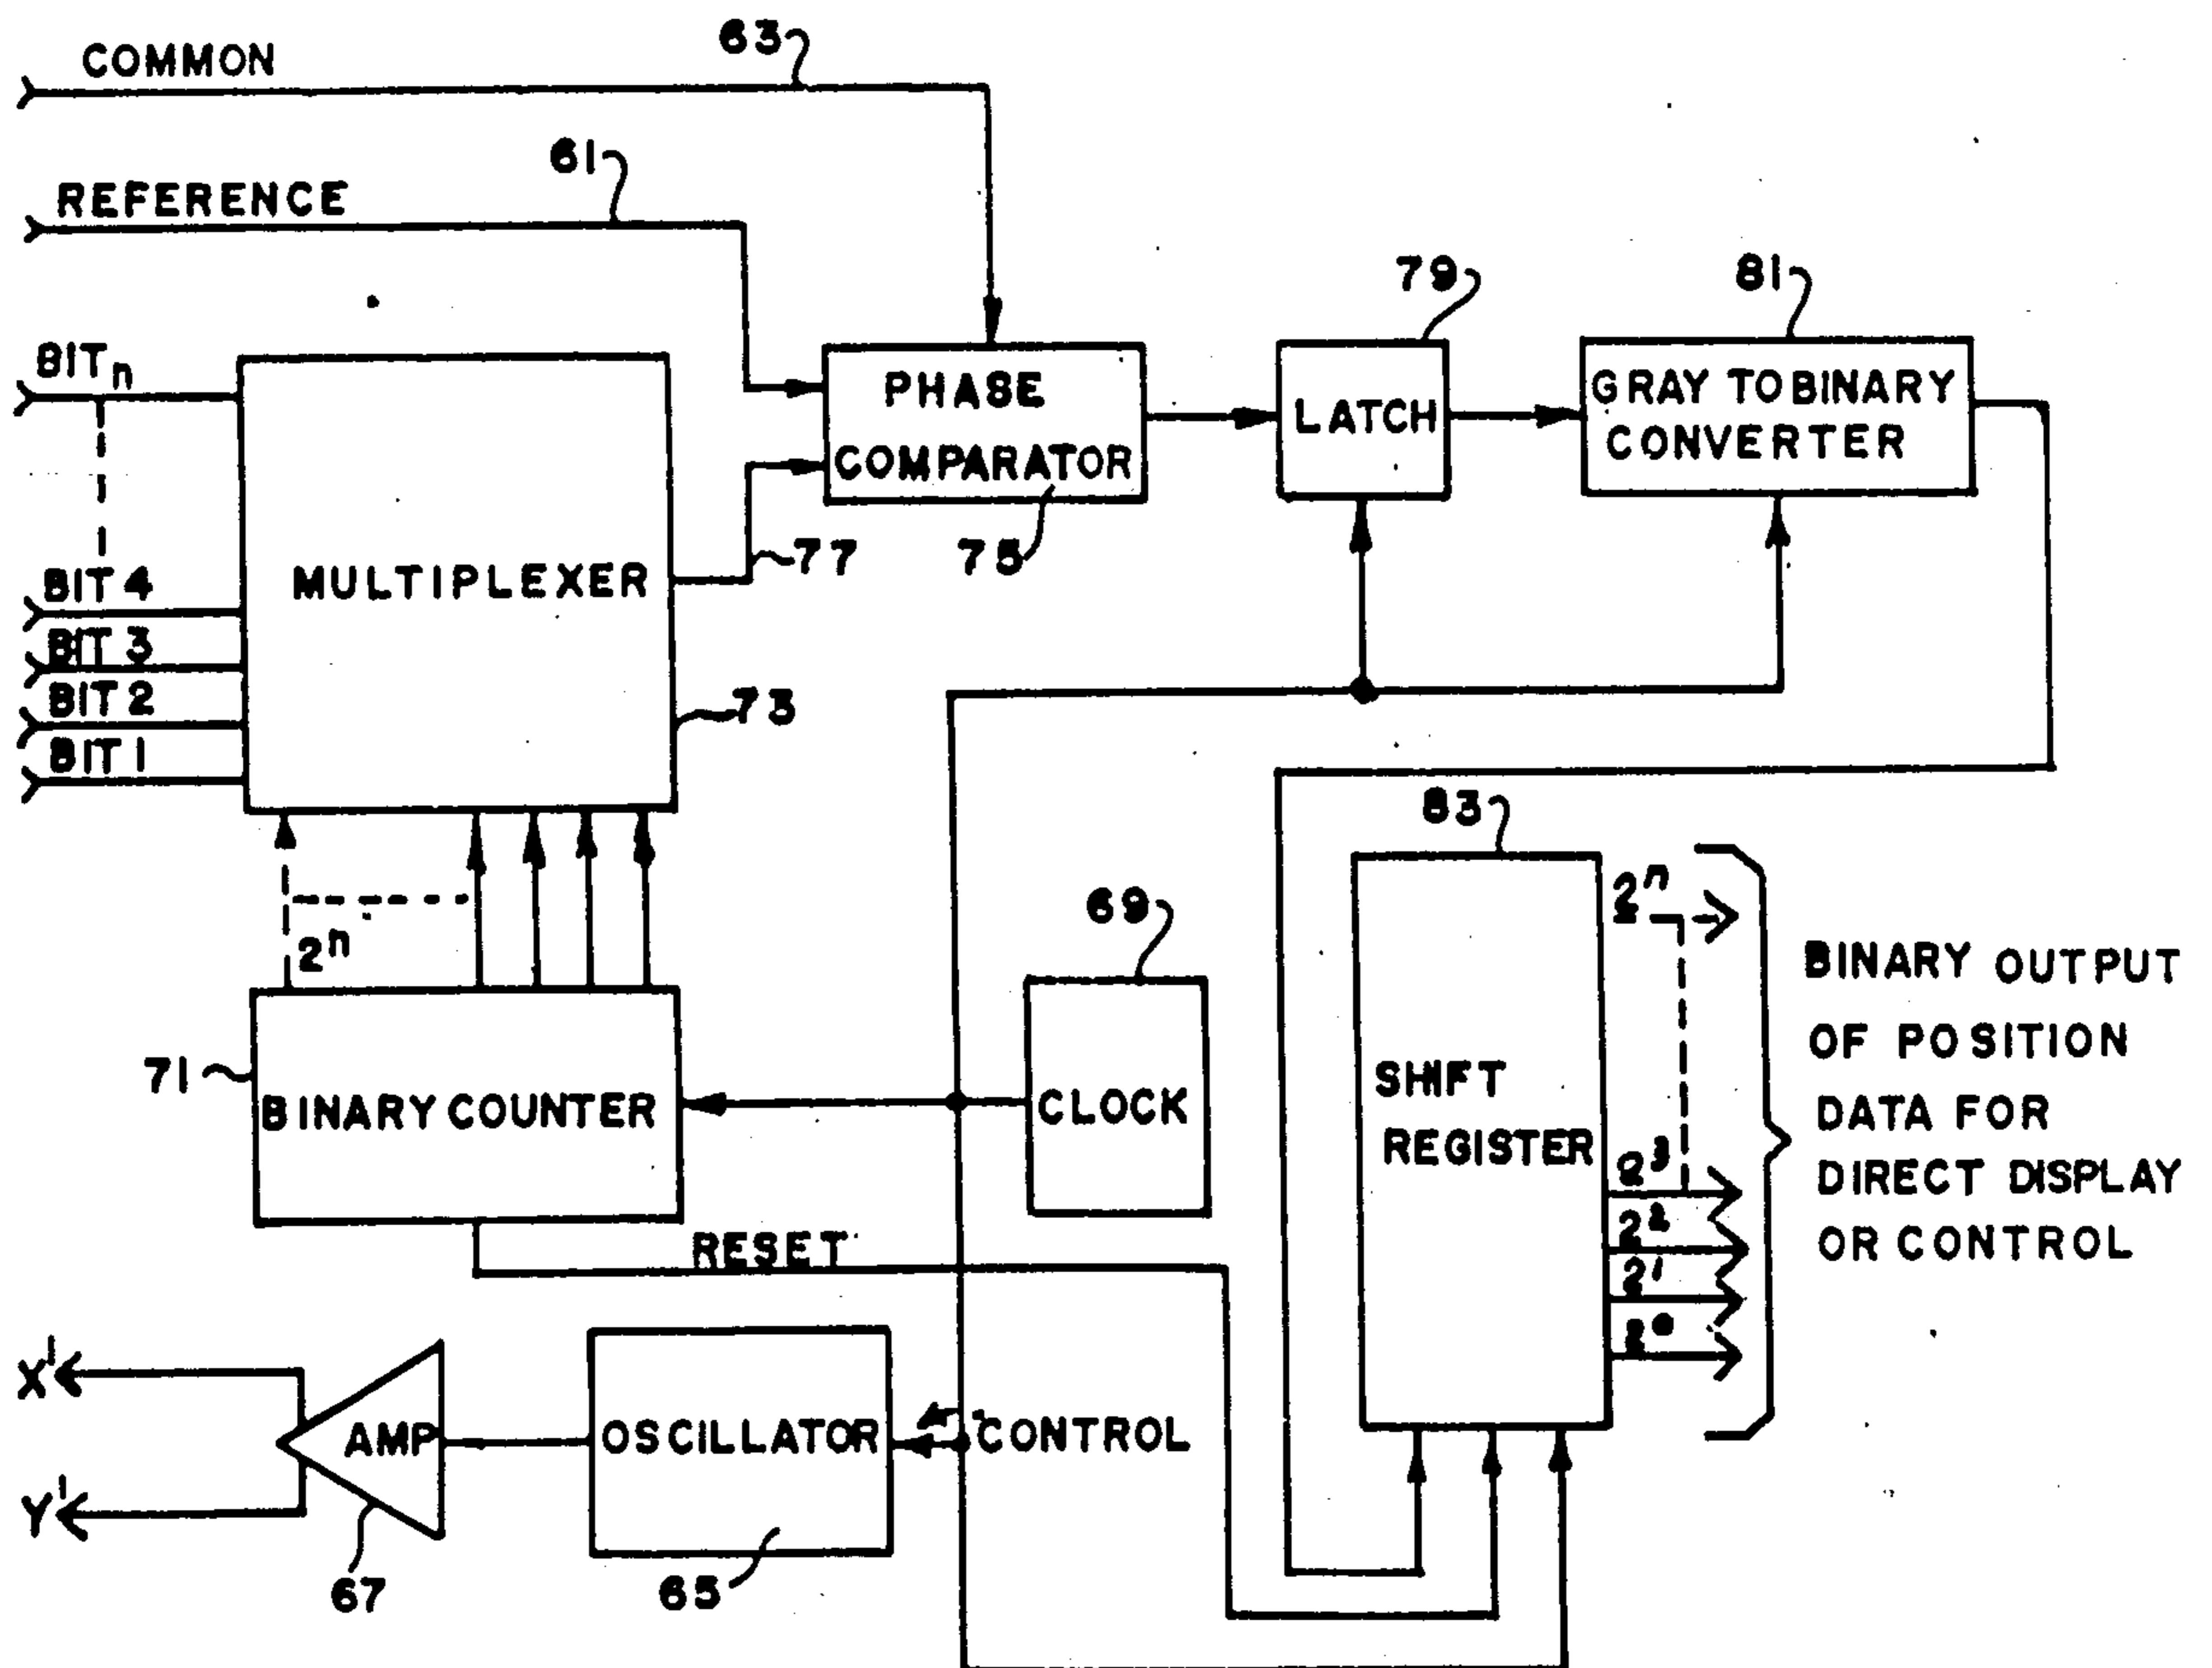 COMMON
63
REFERENCE
61
BITn
BIT 4
BIT 3
BIT 2
BIT 1
MULTIPLEXER
73
77
PHASE
COMPARATOR
75
LATCH
79
GRAY TO BINARY
CONVERTER
81
2ⁿ
71
BINARY COUNTER
RESET
69
CLOCK
83
SHIFT
REGISTER
2ⁿ
2³
2²
2¹
2⁰
BINARY OUTPUT
OF POSITION
DATA FOR
DIRECT DISPLAY
OR CONTROL
X'
Y'
AMP
67
OSCILLATOR
65
CONTROL